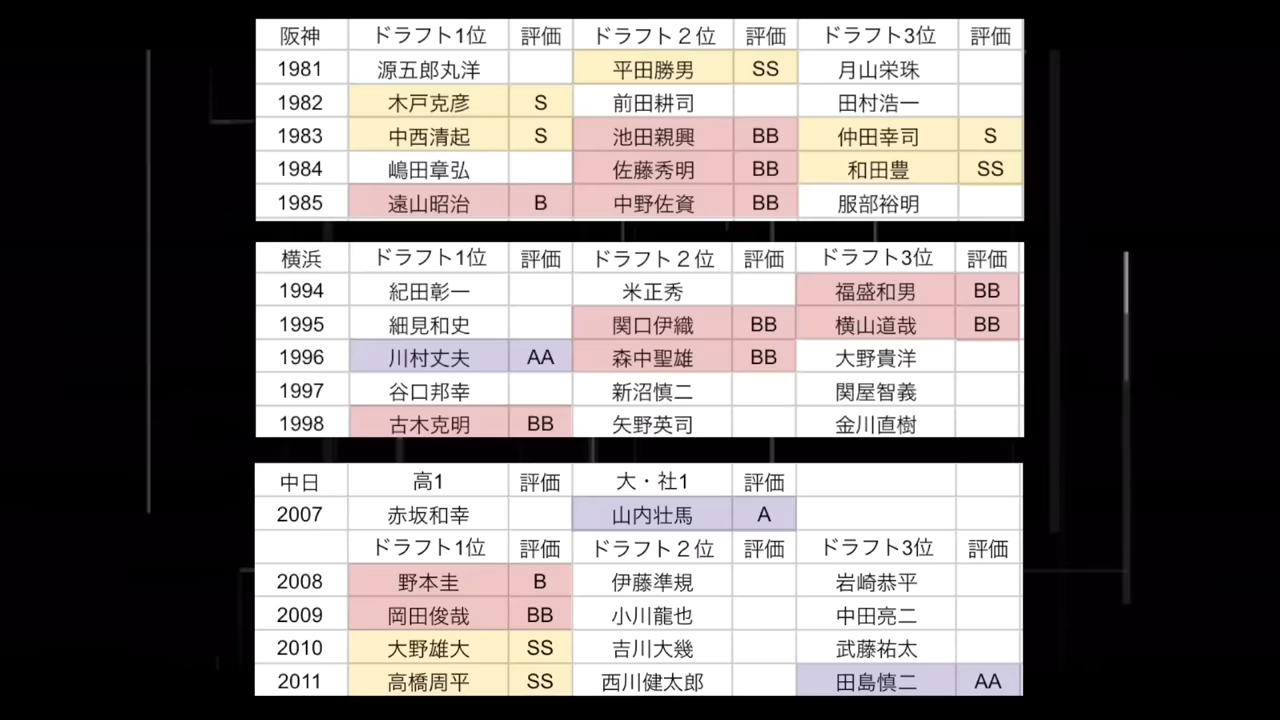 阪神 ドラフト1位 評価 ドラフト２位 評価 ドラフト3位 評価
1981 源五郎丸洋 平田勝男 SS 月山栄珠
1982 木戸克彦 S 前田耕司 田村浩一
1983 中西清起 S 池田親興 BB 仲田幸司 S
1984 嶋田章弘 佐藤秀明 BB 和田豊 SS
1985 遠山昭治 B 中野佐資 BB 服部裕明
横浜 ドラフト1位 評価 ドラフト２位 評価 ドラフト3位 評価
1994 紀田彰一 米正秀 福盛和男 BB
1995 細見和史 関口伊織 BB 横山道哉 BB
1996 川村丈夫 AA 森中聖雄 BB 大野貴洋
1997 谷口邦幸 新沼慎二 関屋智義
1998 古木克明 BB 矢野英司 金川直樹
中日 高1 評価 大・社1 評価
2007 赤坂和幸 山内壮馬 A
ドラフト1位 評価 ドラフト２位 評価 ドラフト3位 評価
2008 野本圭 B 伊藤準規 岩崎恭平
2009 岡田俊哉 BB 小川龍也 中田亮二
2010 大野雄大 SS 吉川大幾 武藤祐太
2011 高橋周平 SS 西川健太郎 田島慎二 AA